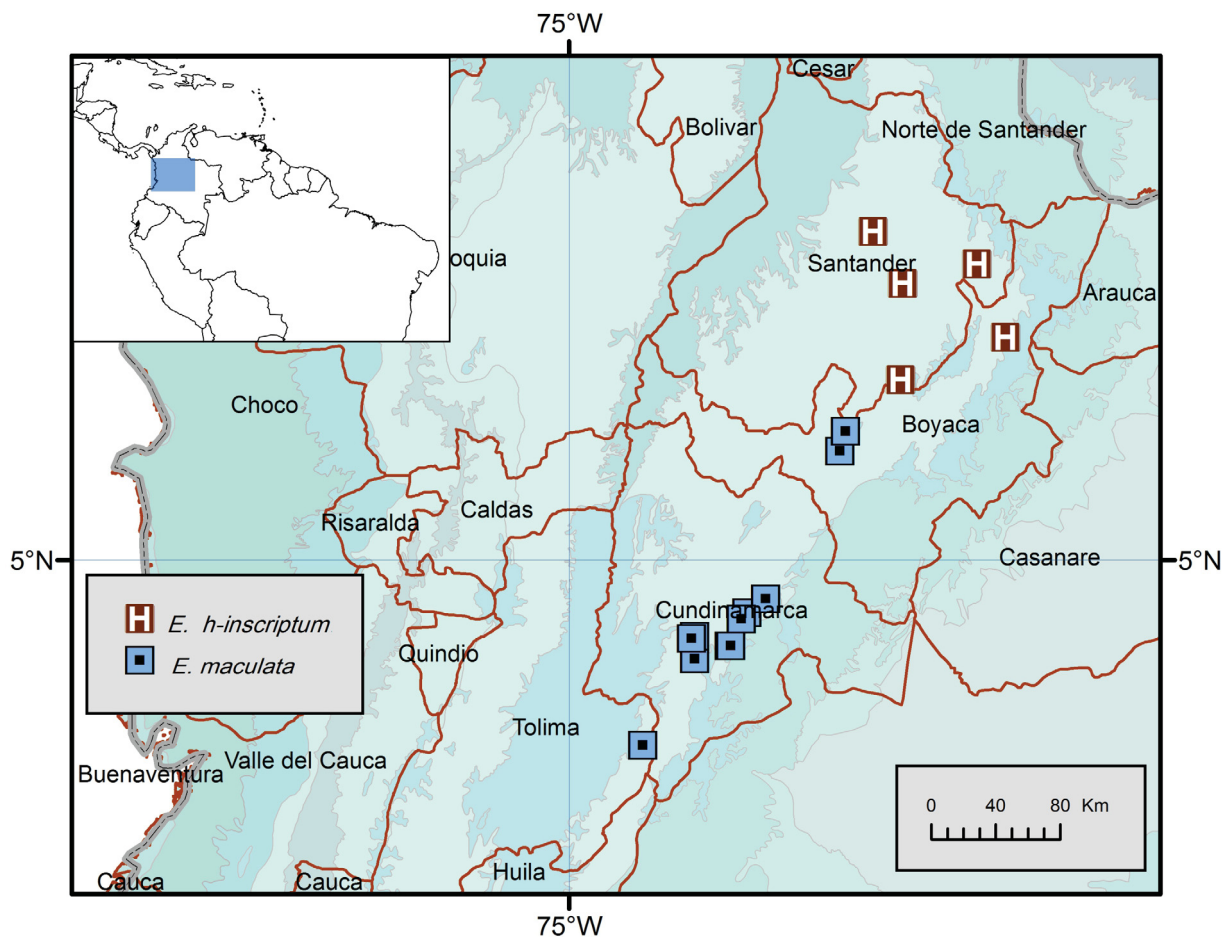 75°W
Cesar
Bolivar
Norte de Santander
H
Santander
H
oquia
H
Arauca
H
H
Choco
Boyaca
Caldas
Risaralda
5°N
Casanare
5°N
H E. h-inscriptum
Cundinamarca
E. maculata
Quindio
Tolima
Valle del Cauca
Buenaventura
0 40 80 Km
Huila
Cauca
Cauca
75°W